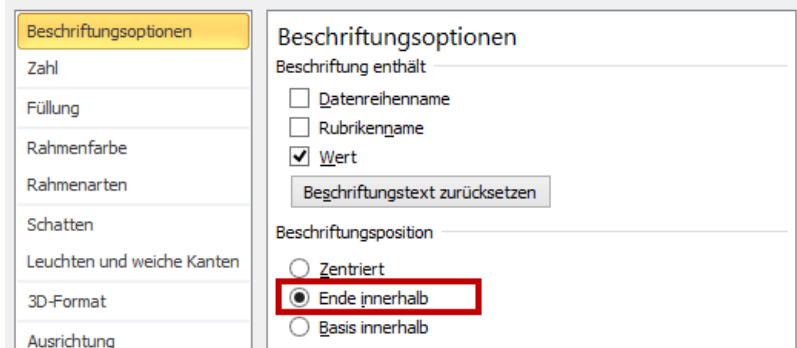 Beschriftungsoptionen
Zahl
Füllung
Rahmenfarbe
Rahmenarten
Schatten
Leuchten und weiche Kanten
3D-Format
Ausrichtung
Beschriftungsoptionen
Beschriftung enthält
Datenreihenname
Rubrikenname
Wert
Beschriftungstext zurücksetzen
Beschriftungsposition
Zentriert
Ende innerhalb
Basis innerhalb